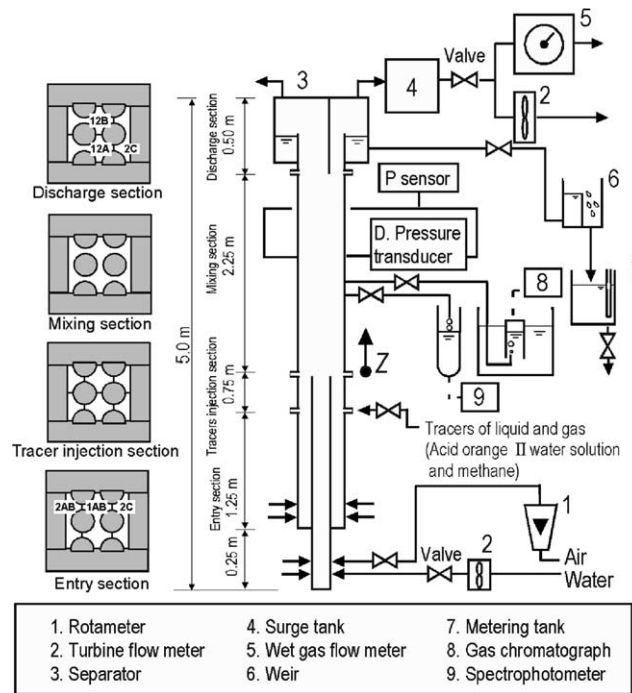 5
Valve
3
4
2
12B
12A 2C
Discharge section
Discharge section
0.50 m
P sensor
6
D. Pressure
transducer
Mixing section
Mixing section
2.25 m
8
5.0 m
Z
9
Tracer injection section
Tracers injection section
0.75 m
Tracers of liquid and gas
(Acid orange II water solution
and methane)
2AB 1AB 2C
Entry section
Entry section
1.25 m
0.25 m
1
Valve
2
Air
Water
1. Rotameter
2. Turbine flow meter
3. Separator
4. Surge tank
5. Wet gas flow meter
6. Weir
7. Metering tank
8. Gas chromatograph
9. Spectrophotometer